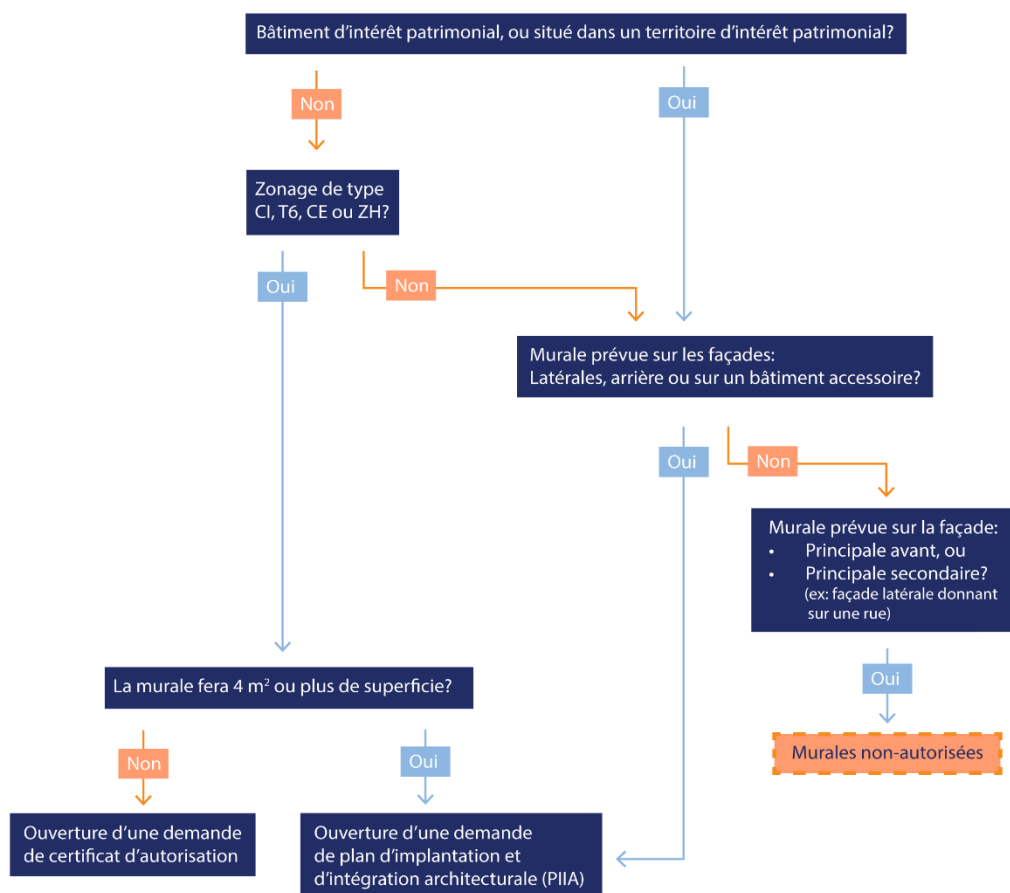 Bâtiment d’intérêt patrimonial, ou situé dans un territoire d’intérêt patrimonial?
Non
Oui
Zonage de type
CI, T6, CE ou ZH?
Oui
Non
Murale prévue sur les façades:
Latérales, arrière ou sur un bâtiment accessoire?
Oui
Non
Murale prévue sur la façade:
• Principale avant, ou
• Principale secondaire?
(ex: façade latérale donnant
sur une rue)
Oui
Murales non-autorisées
La murale fera 4 m² ou plus de superficie?
Non
Oui
Ouverture d’une demande
de certificat d’autorisation
Ouverture d’une demande
de plan d’implantation et
d’intégration architecturale (PIIA)